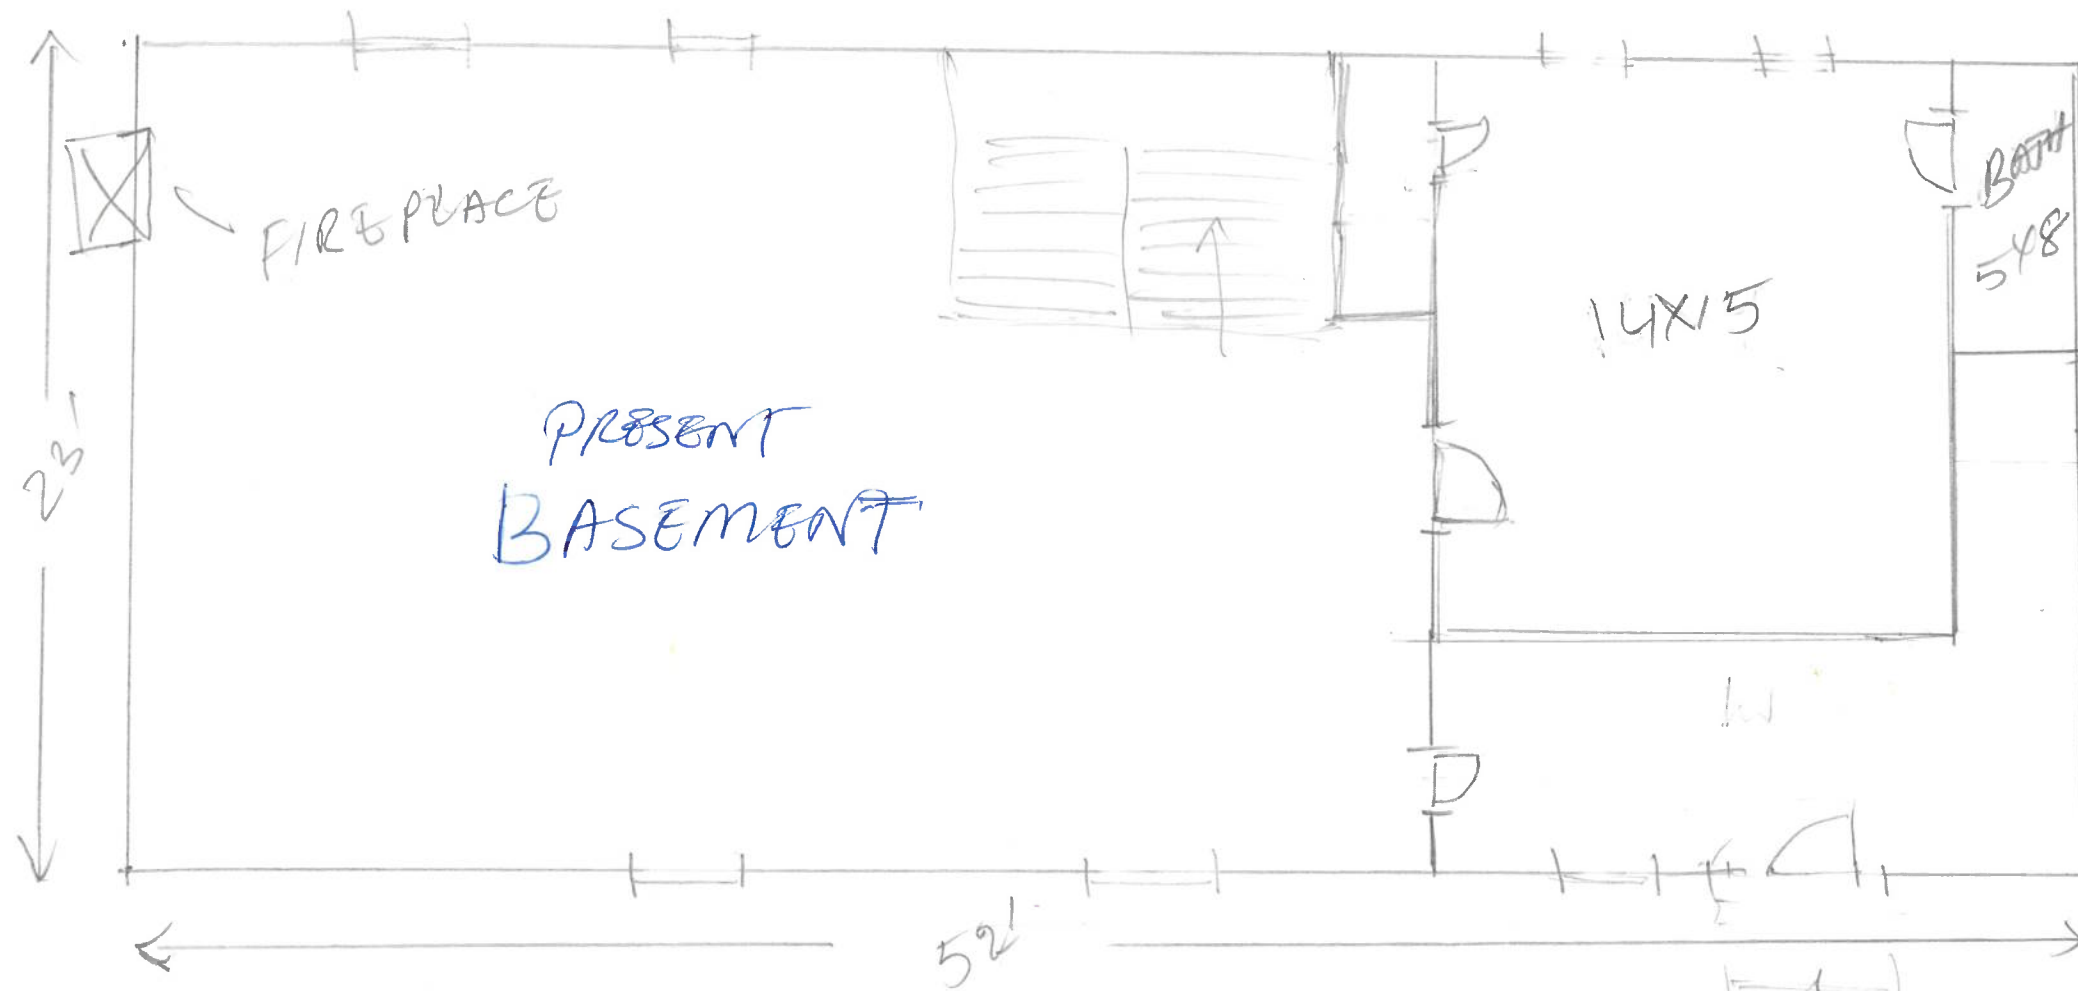 FIREPLACE
BATH
5X8
14X15
PRESENT
BASEMENT
23'
52'